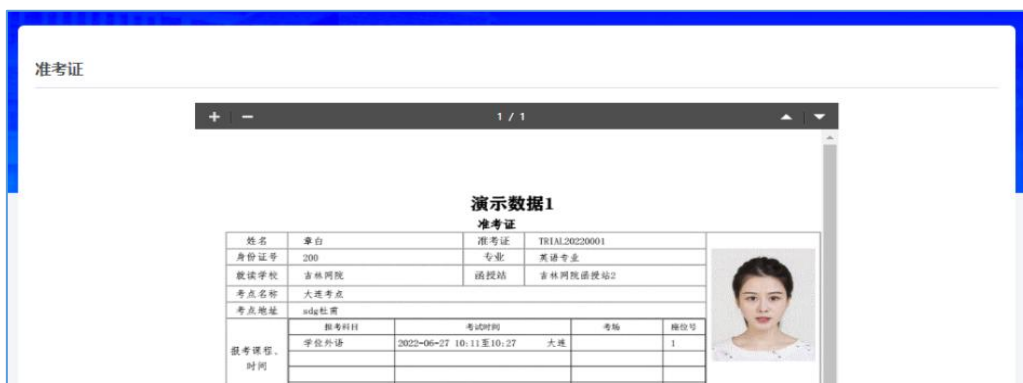 准考证
1 / 1
演示数据1
准考证
姓名 章台 准考证 TRIAL20220001
身份证号 200 专业 英语专业
就读学校 吉林网院 函授站 吉林网院函授站2
考点名称 大连考点
考点地址 sdg杜甫
报考科目 考试时间 考场 座位号
学位外语 2022-06-27 10:11至10:27 大连 1
报考课程、
时间